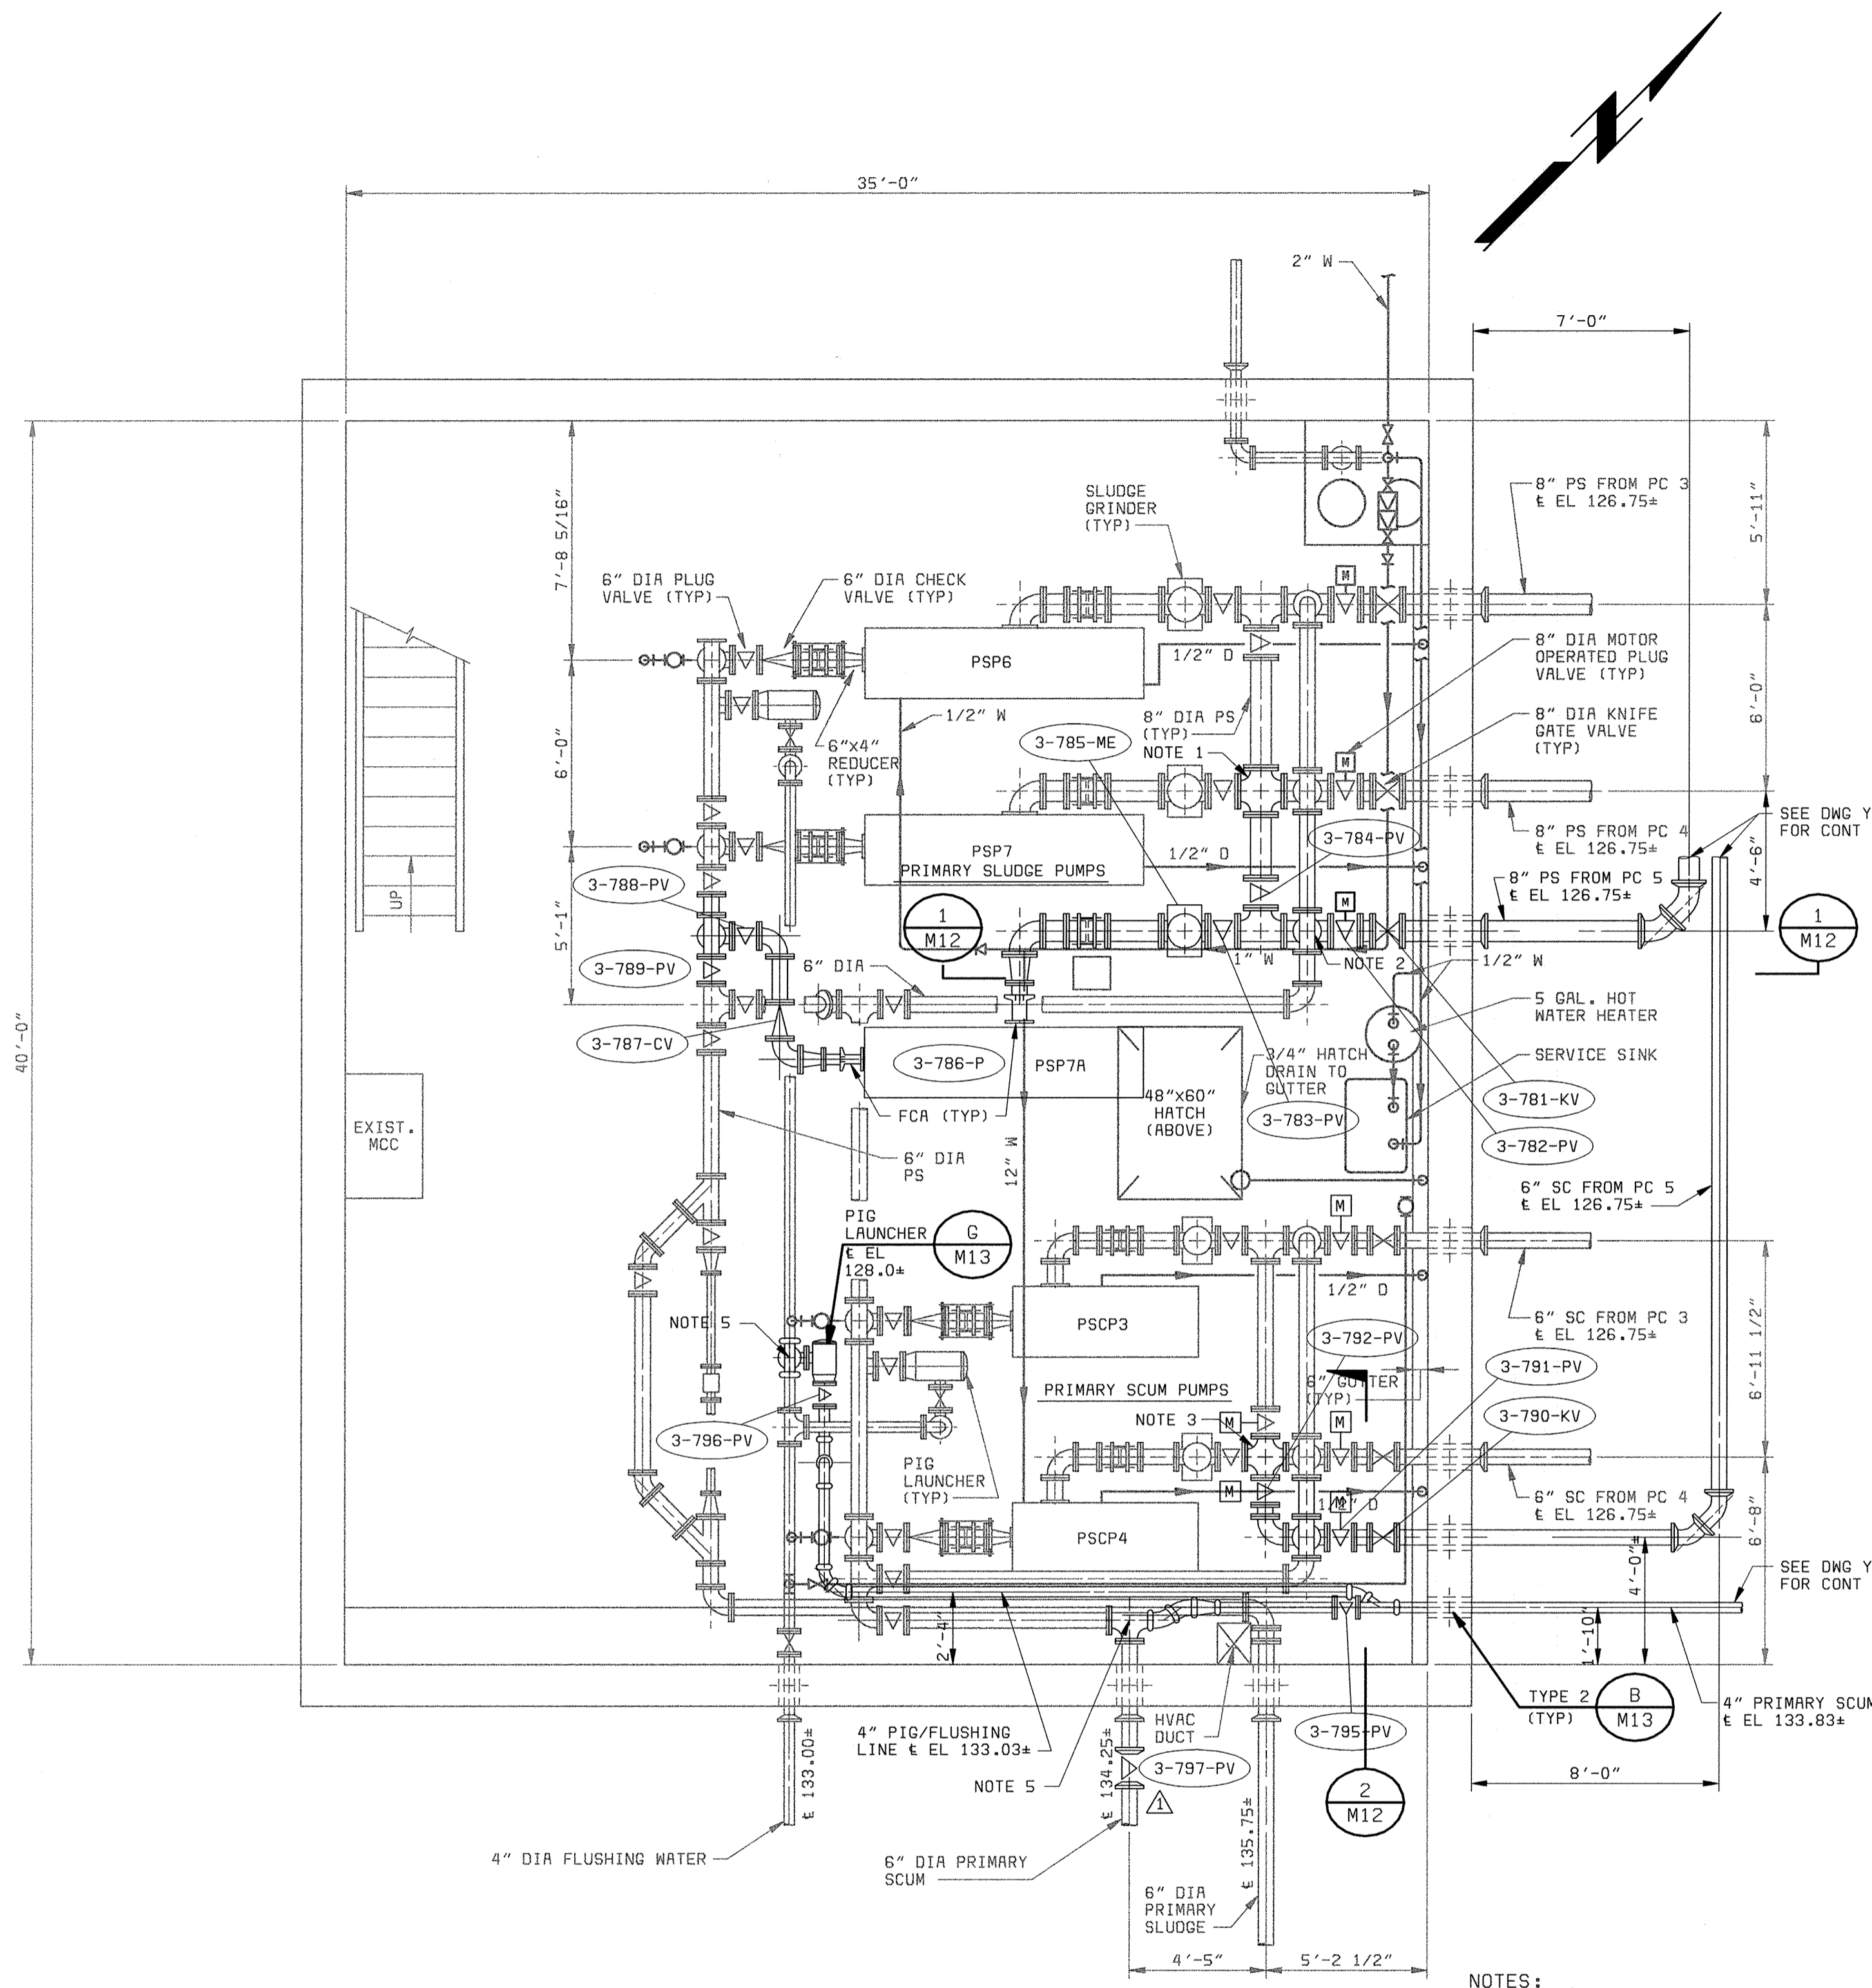 35'-0"
2" W
7'-0"
8" PS FROM PC 3
℄ EL 126.75±
5'-11"
SLUDGE
GRINDER
(TYP)
7'-8 5/16"
6" DIA PLUG
VALVE (TYP)
6" DIA CHECK
VALVE (TYP)
M
8" DIA MOTOR
OPERATED PLUG
VALVE (TYP)
PSP6
1/2" D
6'-0"
1/2" W
8" DIA PS
(TYP)
NOTE 1
8" DIA KNIFE
GATE VALVE
(TYP)
3-785-ME
6"x4"
REDUCER
(TYP)
6'-0"
M
SEE DWG Y
FOR CONT
8" PS FROM PC 4
℄ EL 126.75±
3-784-PV
4'-6"
PSP7
PRIMARY SLUDGE PUMPS
1/2" D
8" PS FROM PC 5
℄ EL 126.75±
3-788-PV
UP
M
1
M12
1
M12
5'-1"
3-789-PV
6" DIA
1" W
NOTE 2
1/2" W
5 GAL. HOT
WATER HEATER
40'-0"
3-787-CV
3-786-P
PSP7A
3/4" HATCH
DRAIN TO
GUTTER
SERVICE SINK
48"x60"
HATCH
(ABOVE)
3-781-KV
FCA (TYP)
3-783-PV
EXIST.
MCC
3-782-PV
12" W
6" DIA
PS
6" SC FROM PC 5
℄ EL 126.75±
M
PIG
LAUNCHER
℄ EL
128.0±
G
M13
1/2" D
NOTE 5
PSCP3
6" SC FROM PC 3
℄ EL 126.75±
3-792-PV
6'-11 1/2"
3-791-PV
6" GUTTER
(TYP)
PRIMARY SCUM PUMPS
NOTE 3
M
M
3-790-KV
3-796-PV
PIG
LAUNCHER
(TYP)
M
M
1/2" D
6" SC FROM PC 4
℄ EL 126.75±
PSCP4
6'-8"
4'-0"±
SEE DWG Y
FOR CONT
2'-4"
1'-10"
TYPE 2
(TYP)
B
M13
4" PRIMARY SCUM
℄ EL 133.83±
4" PIG/FLUSHING
LINE ℄ EL 133.03±
HVAC
DUCT
3-795-PV
℄ 133.00±
℄ 134.25±
3-797-PV
NOTE 5
1
8'-0"
2
M12
4" DIA FLUSHING WATER
6" DIA PRIMARY
SCUM
℄ 135.75±
6" DIA
PRIMARY
SLUDGE
4'-5"
5'-2 1/2"
NOTES: